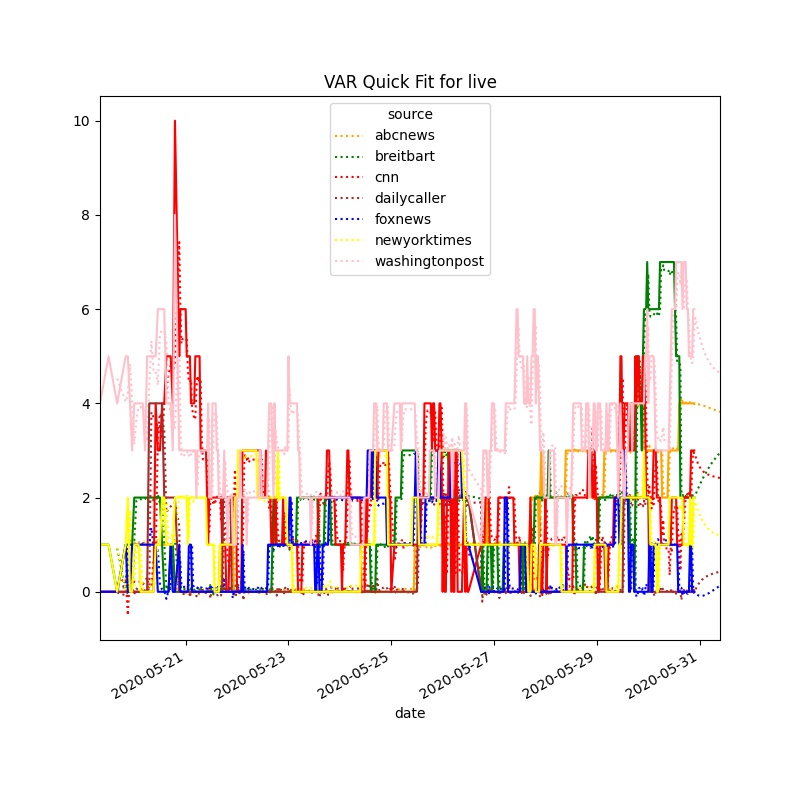 VAR Quick Fit for live
source
abcnews
breitbart
cnn
dailycaller
foxnews
newyorktimes
washingtonpost
10
8
6
4
2
0
2020-05-21
2020-05-23
2020-05-25
2020-05-27
2020-05-29
2020-05-31
date